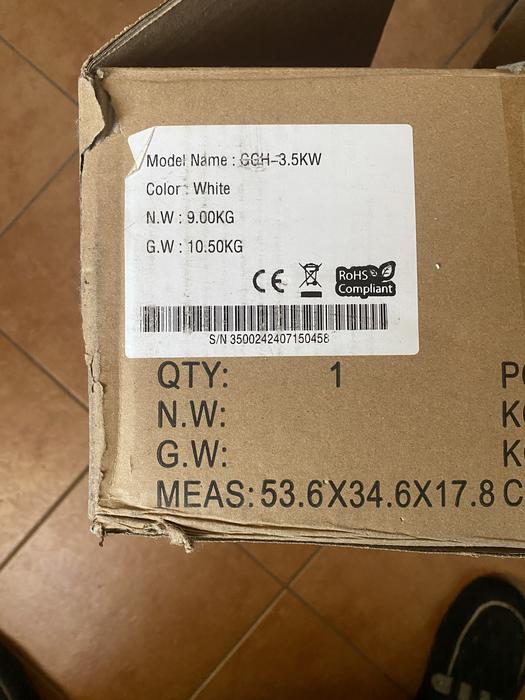 Model Name : GGH-3.5KW
Color : White
N.W : 9.00KG
G.W : 10.50KG
CE
RoHS
Compliant
S/N 3500242407150458
QTY: 1
N.W:
G.W:
MEAS: 53.6X34.6X17.8